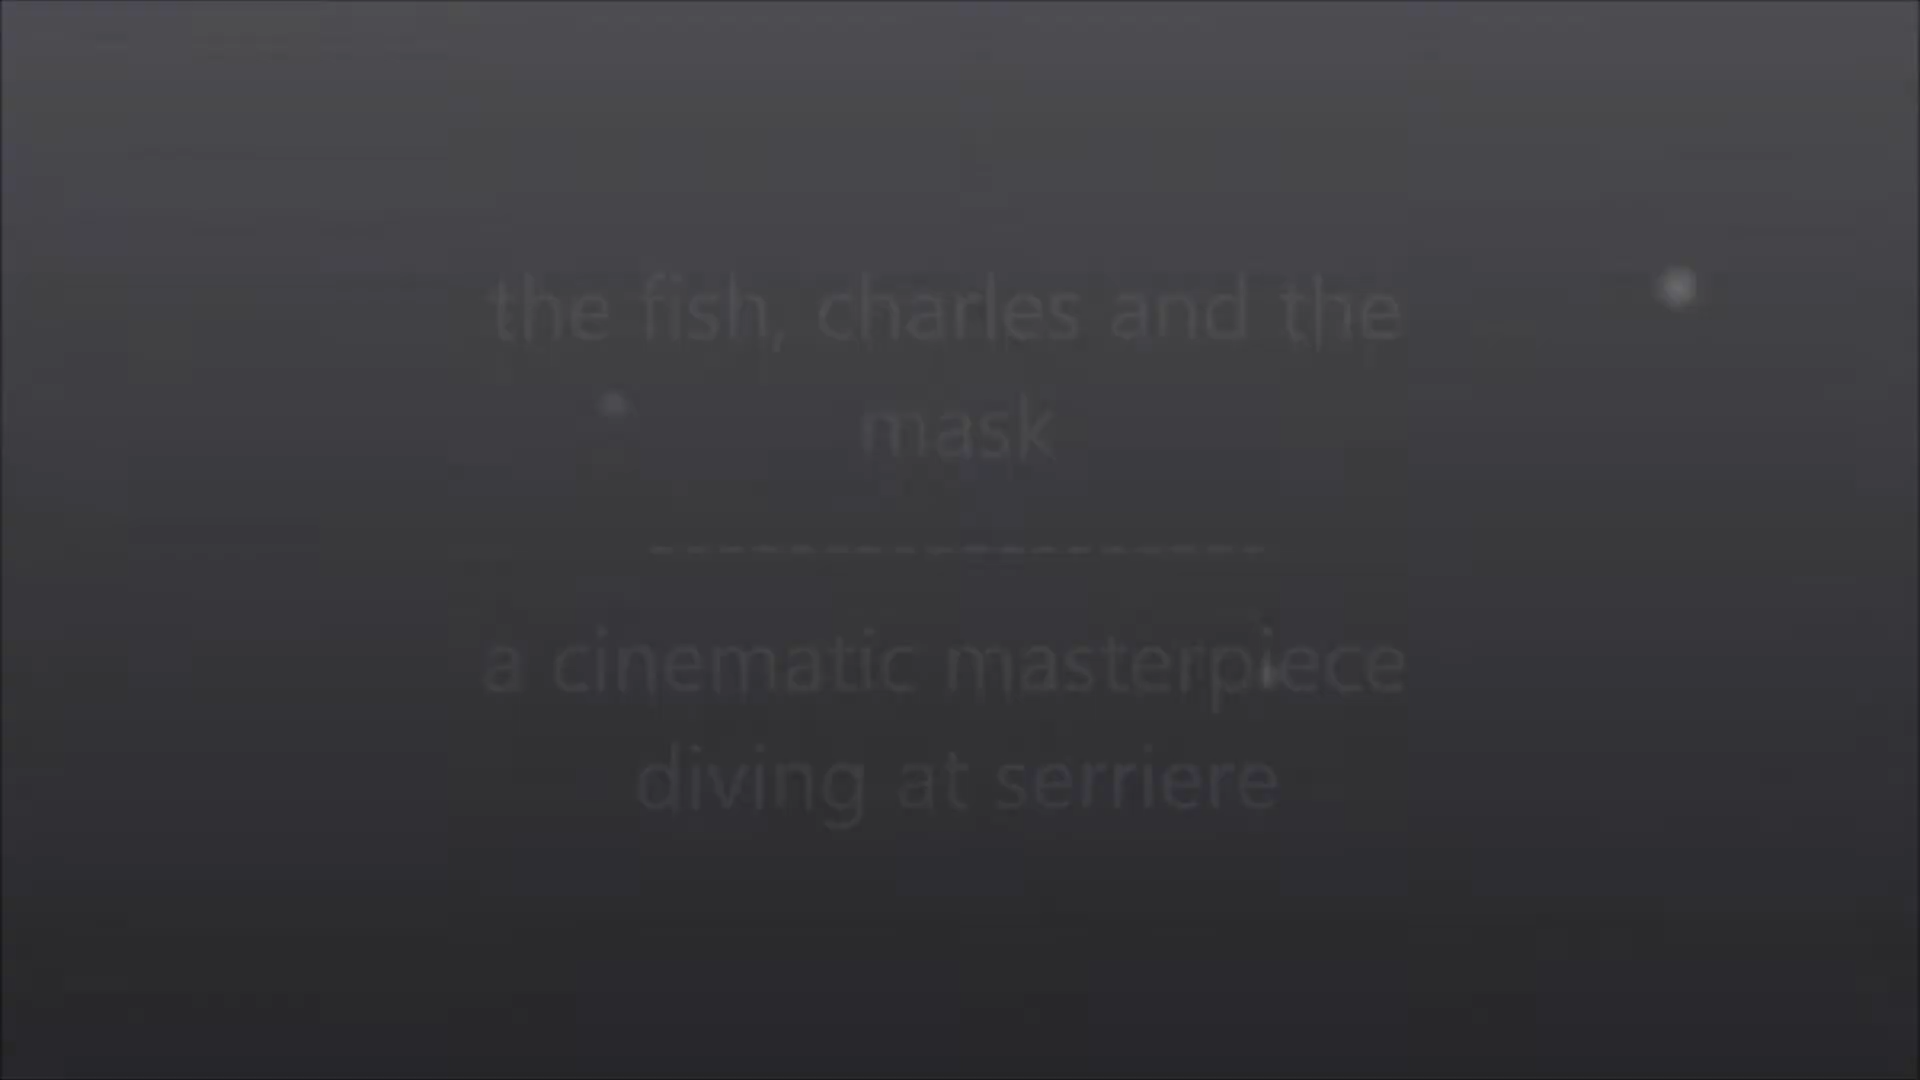 the fish, charles and the
mask
-----------------
a cinematic masterpiece
diving at serriere